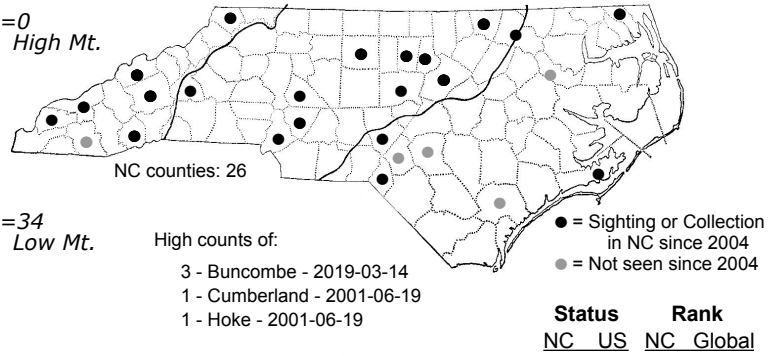 =0
High Mt.
NC counties: 26
=34
Low Mt.
High counts of:
3 - Buncombe - 2019-03-14
1 - Cumberland - 2001-06-19
1 - Hoke - 2001-06-19
= Sighting or Collection
in NC since 2004
= Not seen since 2004
Status Rank
NC US NC Global